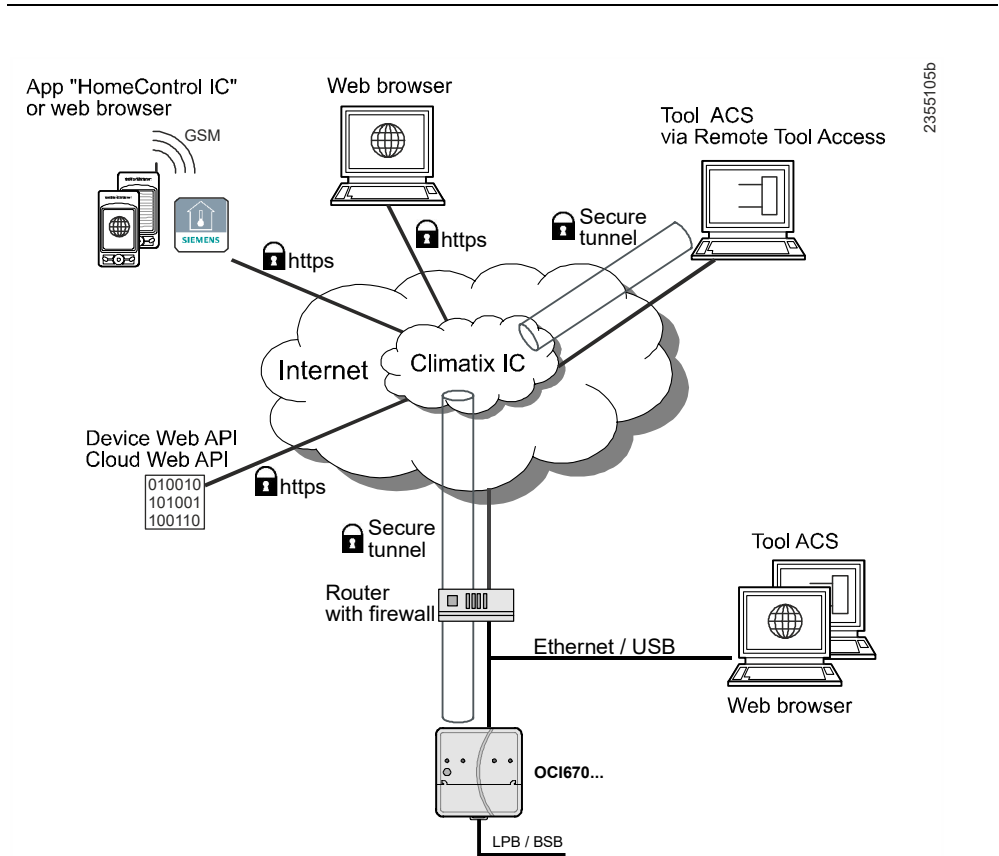 App "HomeControl IC"
or web browser
GSM
SIEMENS
Web browser
2355105b
Tool ACS
via Remote Tool Access
https
https
Secure
tunnel
Internet
Climatix IC
Device Web API
Cloud Web API
010010
101001
100110
https
Secure
tunnel
Router
with firewall
Tool ACS
Ethernet / USB
Web browser
OCI670...
LPB / BSB